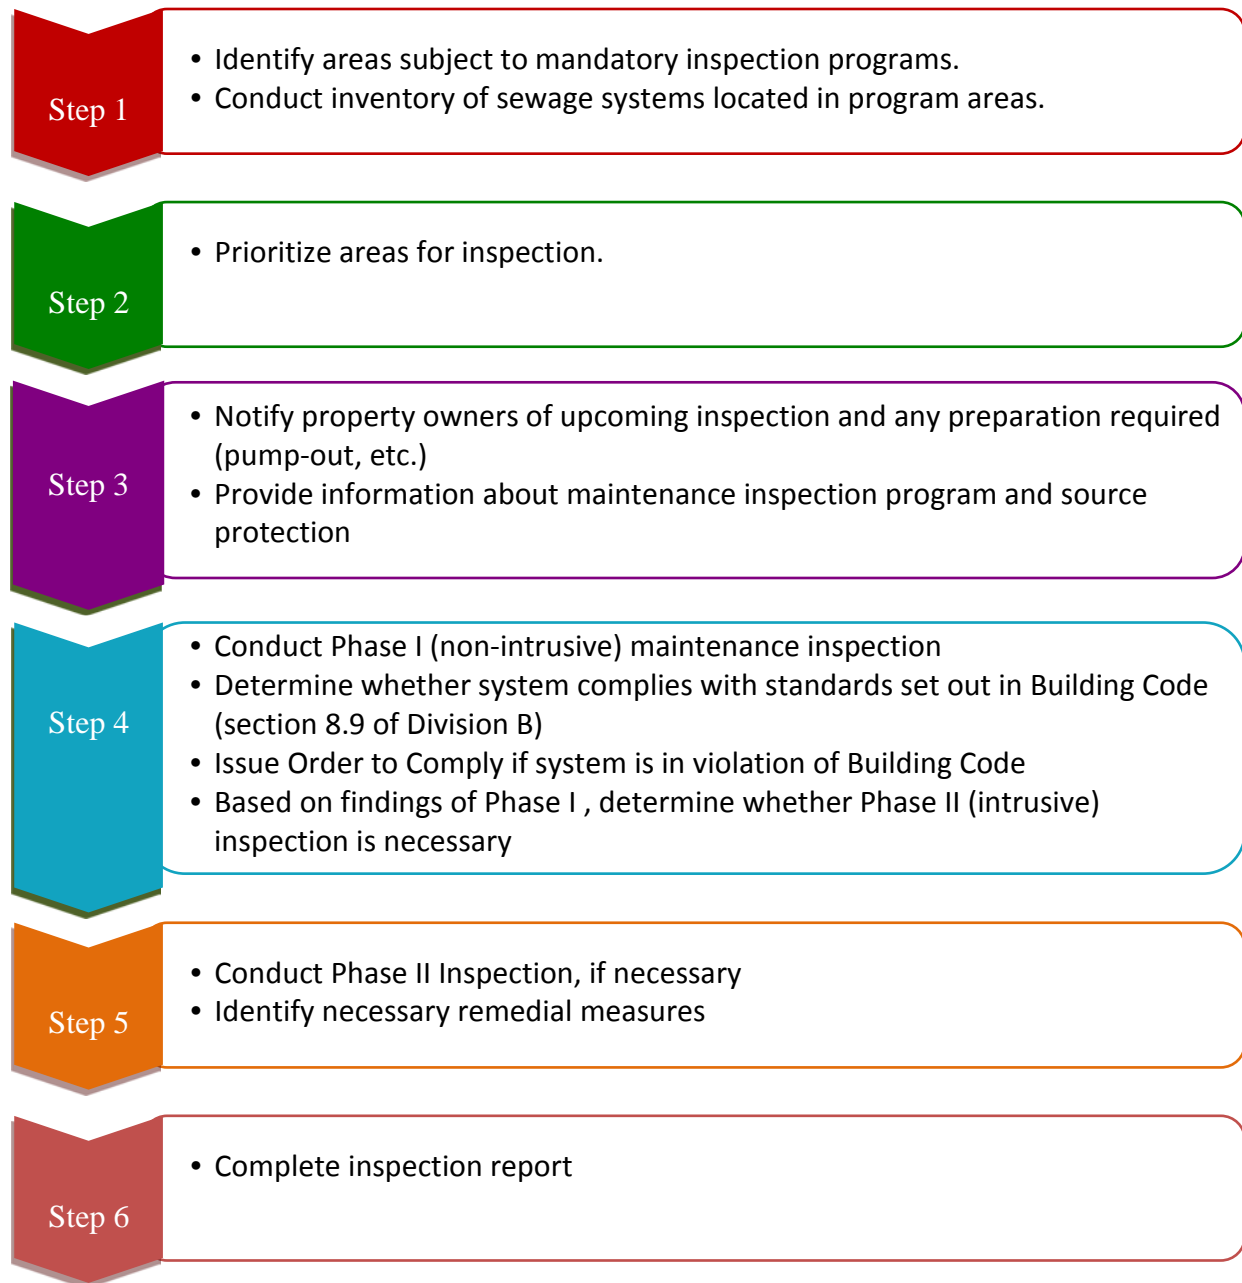 Step 1
• Identify areas subject to mandatory inspection programs.
• Conduct inventory of sewage systems located in program areas.
Step 2
• Prioritize areas for inspection.
Step 3
• Notify property owners of upcoming inspection and any preparation required
(pump-out, etc.)
• Provide information about maintenance inspection program and source
protection
Step 4
• Conduct Phase I (non-intrusive) maintenance inspection
• Determine whether system complies with standards set out in Building Code
(section 8.9 of Division B)
• Issue Order to Comply if system is in violation of Building Code
• Based on findings of Phase I , determine whether Phase II (intrusive)
inspection is necessary
Step 5
• Conduct Phase II Inspection, if necessary
• Identify necessary remedial measures
Step 6
• Complete inspection report